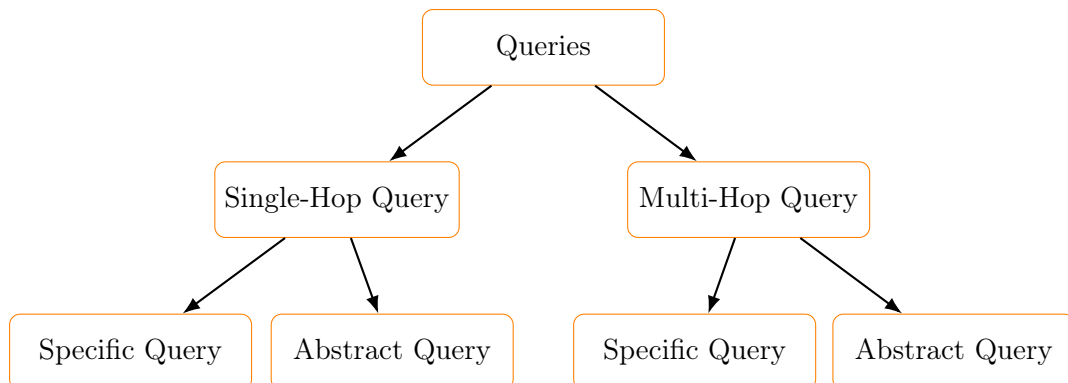 Queries
Single-Hop Query
Multi-Hop Query
Specific Query
Abstract Query
Specific Query
Abstract Query